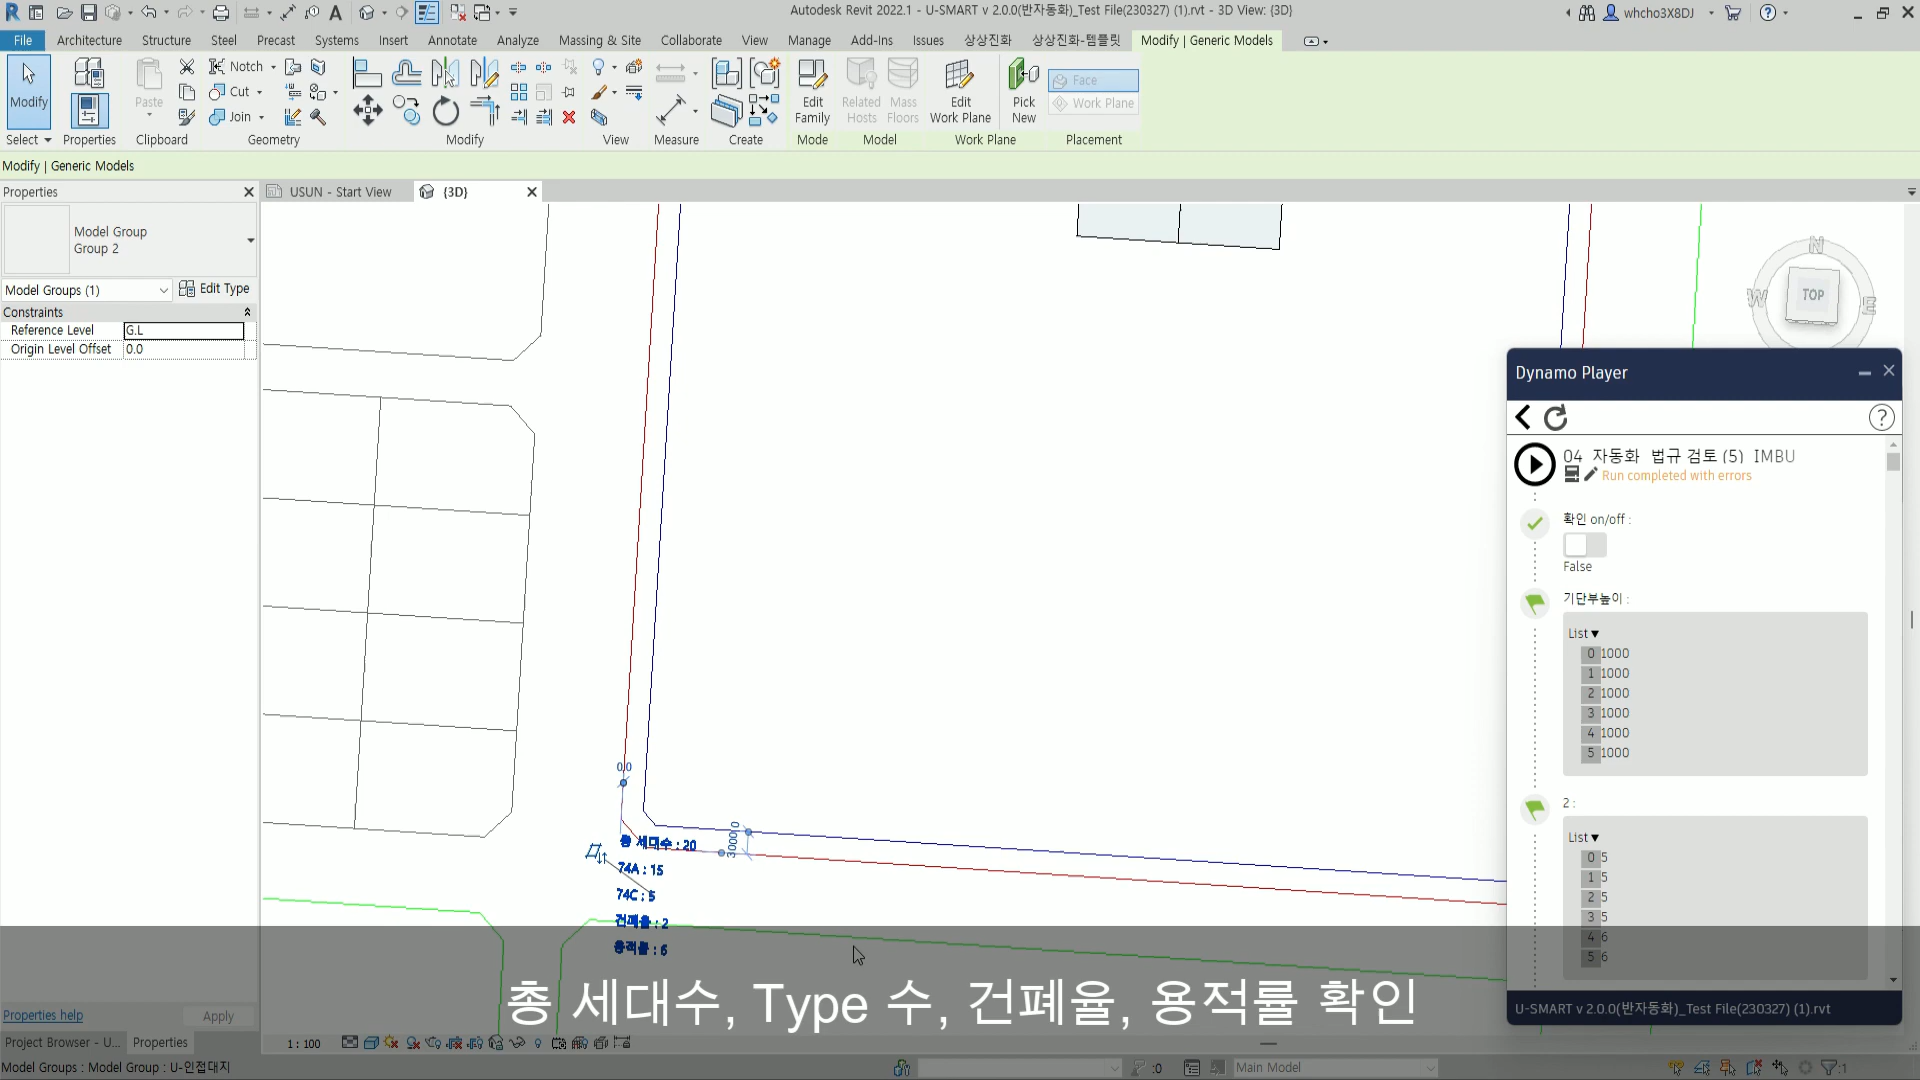 Autodesk Revit 2022.1 - U-SMART v 2.0.0(반자동화)_Test File(230327) (1).rvt - 3D View: {3D}
whcho3X8DJ
File Architecture Structure Steel Precast Systems Insert Annotate Analyze Massing & Site Collaborate View Manage Add-Ins Issues 상상진화 상상진화-템플릿 Modify | Generic Models
Modify
Paste
Notch
Cut
Join
Edit Family
Related Hosts
Mass Floors
Edit Work Plane
Pick New
Face
Work Plane
Select Properties Clipboard Geometry Modify View Measure Create Mode Model Work Plane Placement
Modify | Generic Models
Properties
USUN - Start View
{3D}
Model Group
Group 2
Model Groups (1)
Edit Type
Constraints
Reference Level G.L
Origin Level Offset 0.0
N
W
E
TOP
Dynamo Player
04 자동화 법규 검토 (5) IMBU
Run completed with errors
확인 on/off :
False
기단부높이 :
List
0 1000
1 1000
2 1000
3 1000
4 1000
5 1000
2 :
List
0 5
1 5
2 5
3 5
4 6
5 6
U-SMART v 2.0.0(반자동화)_Test File(230327) (1).rvt
0.0
3000.0
총 세대수 : 20
74A : 15
74C : 5
건폐율 : 2
용적률 : 6
총 세대수, Type 수, 건폐율, 용적률 확인
Properties help
Apply
Project Browser - U...
Properties
1 : 100
Model Groups : Model Group : U-인접대지
:0
Main Model
:1